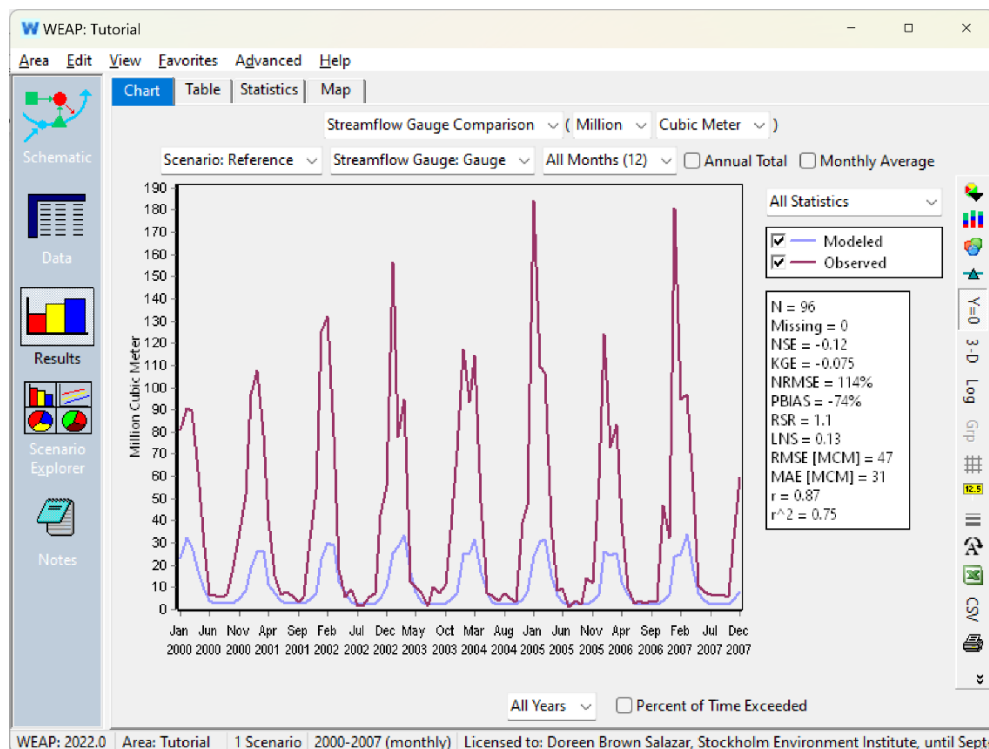 WEAP: Tutorial
Area Edit View Favorites Advanced Help
Chart Table Statistics Map
Streamflow Gauge Comparison ( Million Cubic Meter )
Scenario: Reference Streamflow Gauge: Gauge All Months (12) Annual Total Monthly Average
Schematic
Data
Results
Scenario
Explorer
Notes
Million Cubic Meter
190
180
170
160
150
140
130
120
110
100
90
80
70
60
50
40
30
20
10
0
Jan Jun Nov Apr Sep Feb Jul Dec May Oct Mar Aug Jan Jun Nov Apr Sep Feb Jul Dec
2000 2000 2000 2001 2001 2002 2002 2002 2003 2003 2004 2004 2005 2005 2005 2006 2006 2007 2007 2007
All Statistics
Modeled
Observed
N = 96
Missing = 0
NSE = -0.12
KGE = -0.075
NRMSE = 114%
PBIAS = -74%
RSR = 1.1
LNS = 0.13
RMSE [MCM] = 47
MAE [MCM] = 31
r = 0.87
r^2 = 0.75
Y=0
3-D
Log
Grp
12.5
A
CSV
All Years Percent of Time Exceeded
WEAP: 2022.0 Area: Tutorial 1 Scenario 2000-2007 (monthly) Licensed to: Doreen Brown Salazar, Stockholm Environment Institute, until Sept